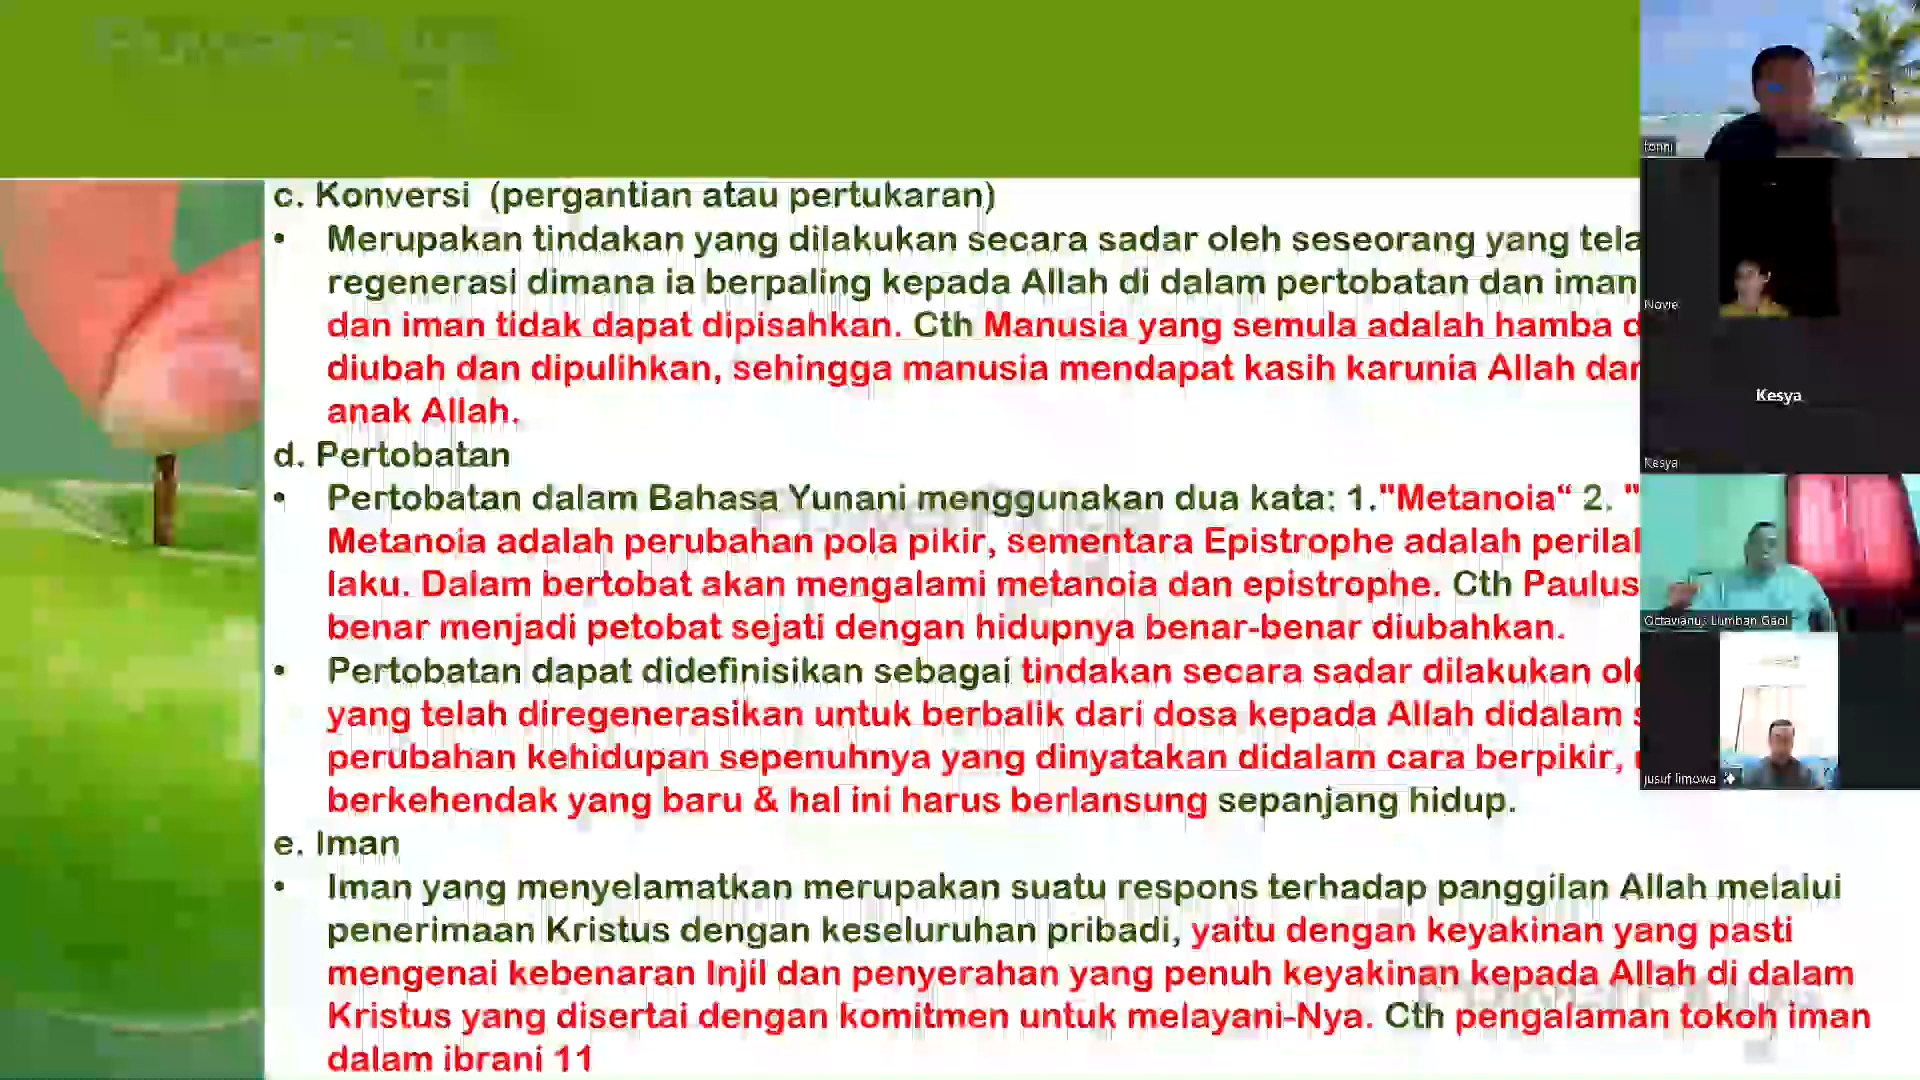 c. Konversi (pergantian atau pertukaran)
• Merupakan tindakan yang dilakukan secara sadar oleh seseorang yang tela
regenerasi dimana ia berpaling kepada Allah di dalam pertobatan dan iman
dan iman tidak dapat dipisahkan. Cth Manusia yang semula adalah hamba d
diubah dan dipulihkan, sehingga manusia mendapat kasih karunia Allah dan
anak Allah.
d. Pertobatan
• Pertobatan dalam Bahasa Yunani menggunakan dua kata: 1."Metanoia“ 2. "
Metanoia adalah perubahan pola pikir, sementara Epistrophe adalah perila
laku. Dalam bertobat akan mengalami metanoia dan epistrophe. Cth Paulus
benar menjadi petobat sejati dengan hidupnya benar-benar diubahkan.
• Pertobatan dapat didefinisikan sebagai tindakan secara sadar dilakukan ole
yang telah diregenerasikan untuk berbalik dari dosa kepada Allah didalam s
perubahan kehidupan sepenuhnya yang dinyatakan didalam cara berpikir,
berkehendak yang baru & hal ini harus berlansung sepanjang hidup.
e. Iman
• Iman yang menyelamatkan merupakan suatu respons terhadap panggilan Allah melalui
penerimaan Kristus dengan keseluruhan pribadi, yaitu dengan keyakinan yang pasti
mengenai kebenaran Injil dan penyerahan yang penuh keyakinan kepada Allah di dalam
Kristus yang disertai dengan komitmen untuk melayani-Nya. Cth pengalaman tokoh iman
dalam ibrani 11
tonni
Novie
Kesya
Kesya
Octavianus Lumban Gaol
jusuf limowa